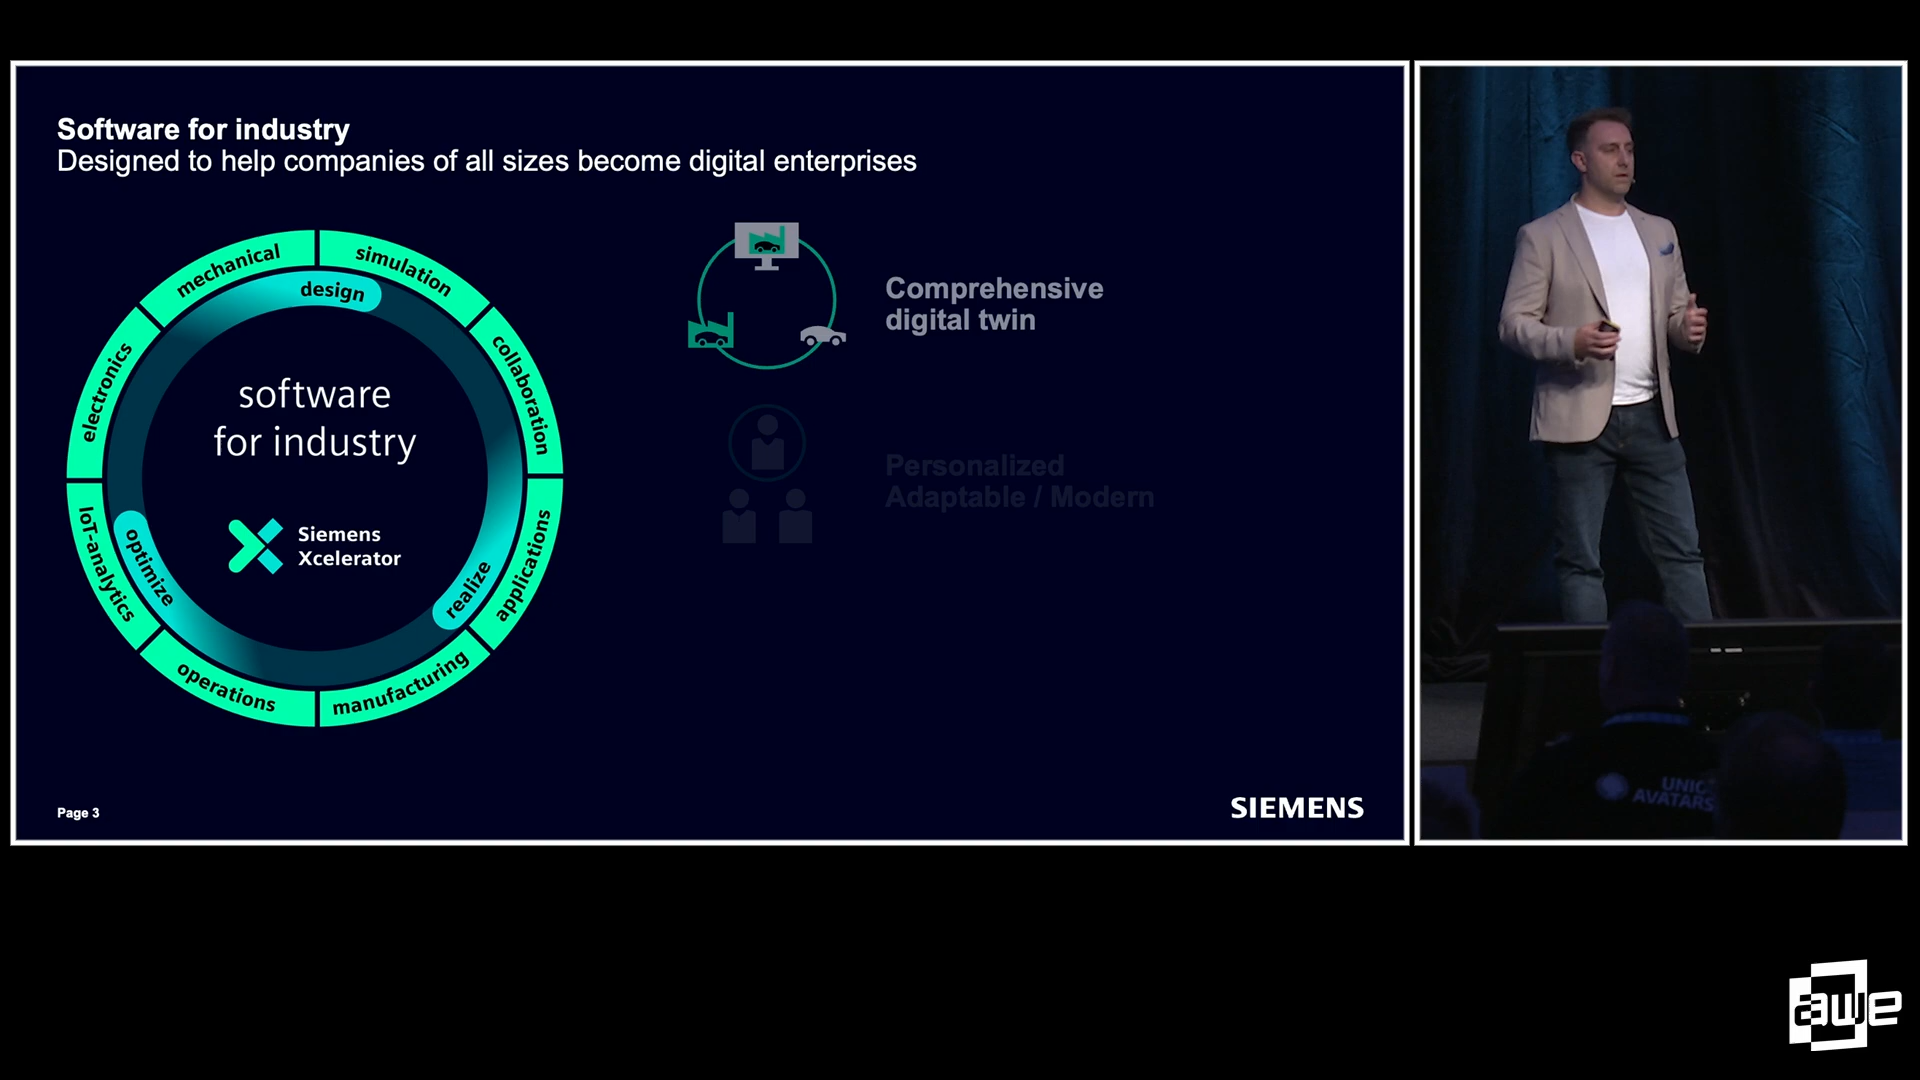 Software for industry
Designed to help companies of all sizes become digital enterprises
mechanical
simulation
design
electronics
collaboration
software
for industry
Siemens
Xcelerator
IoT-analytics
optimize
realize
applications
operations
manufacturing
Comprehensive
digital twin
Personalized
Adaptable / Modern
Page 3
SIEMENS
AVATARS
awe